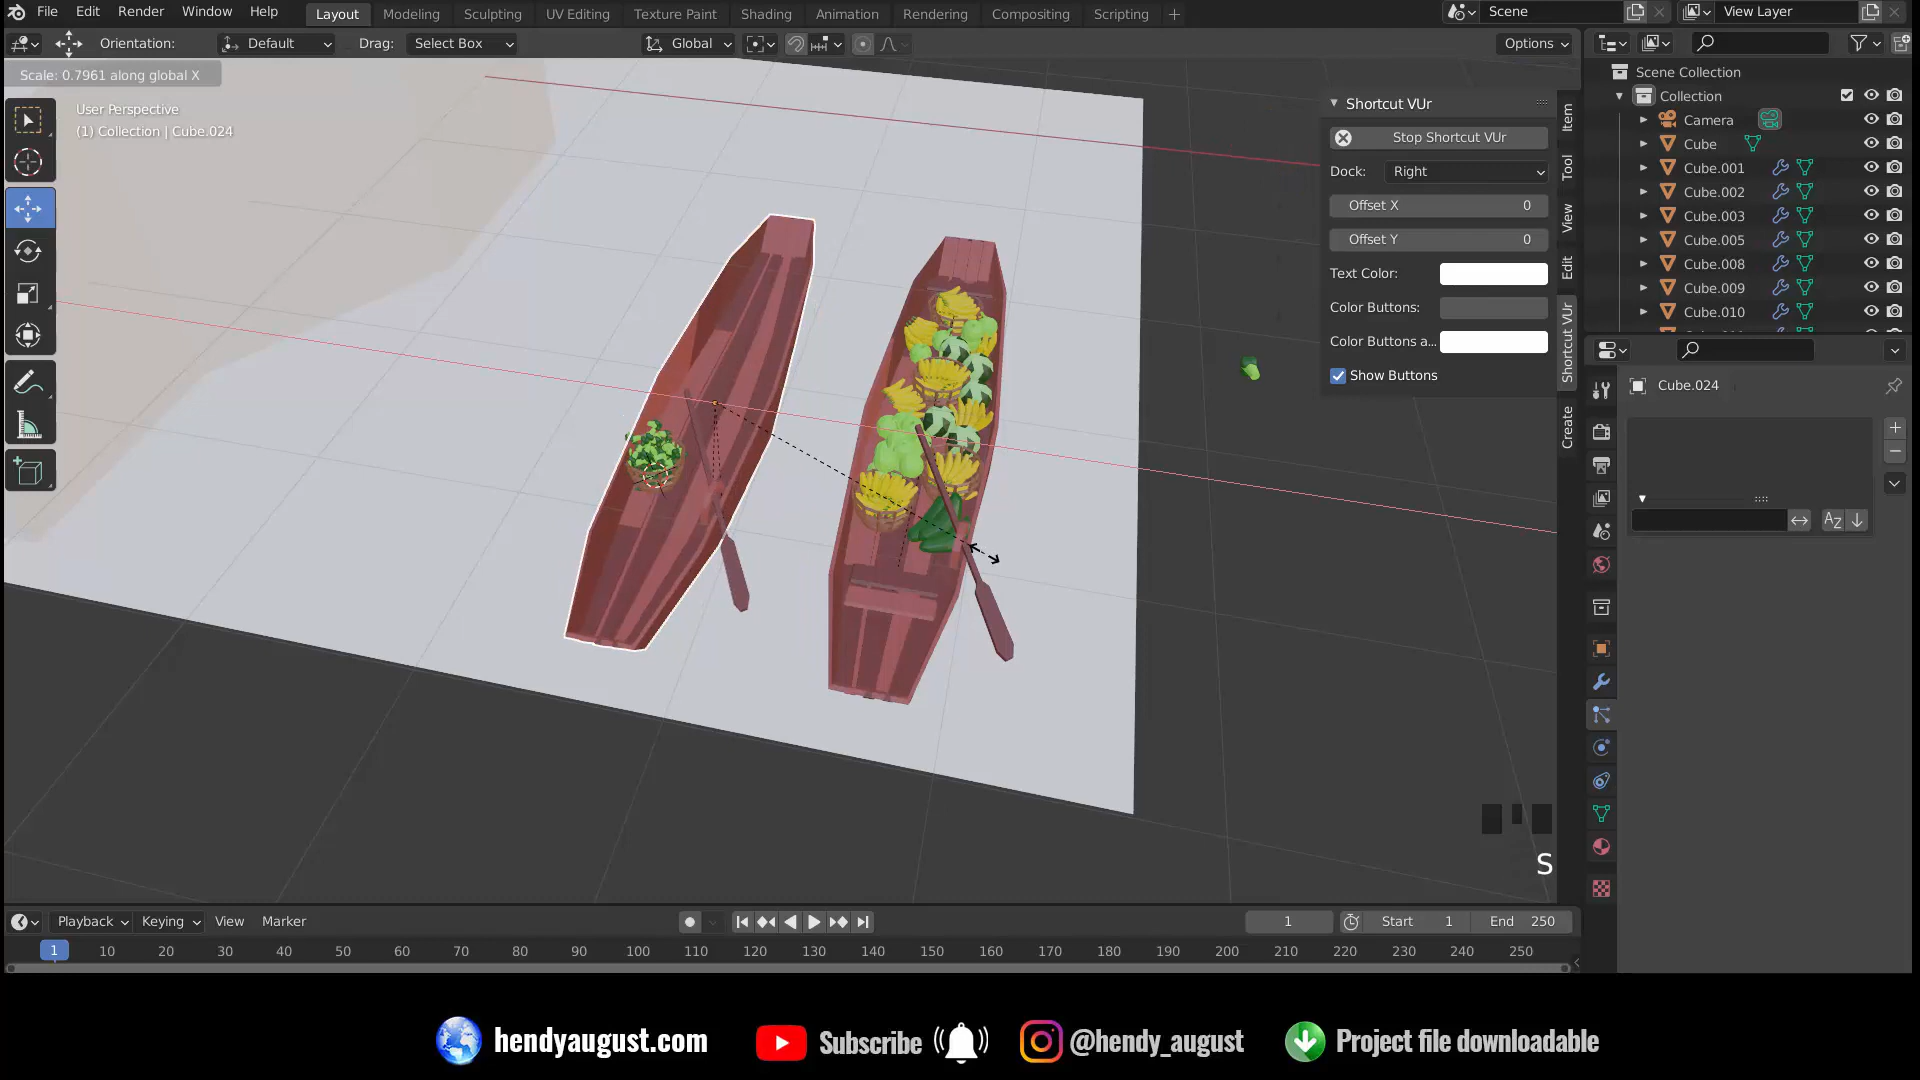 File Edit Render Window Help Layout Modeling Sculpting UV Editing Texture Paint Shading Animation Rendering Compositing Scripting + Scene View Layer
Orientation: Default Drag: Select Box Global Options
Scale: 0.7961 along global X
User Perspective
(1) Collection | Cube.024
Shortcut VUr
Stop Shortcut VUr
Dock: Right
Offset X 0
Offset Y 0
Text Color:
Color Buttons:
Color Buttons a...
Show Buttons
Item
Tool
View
Edit
Shortcut VUr
Create
Scene Collection
Collection
Camera
Cube
Cube.001
Cube.002
Cube.003
Cube.005
Cube.008
Cube.009
Cube.010
Cube.024
S
Playback Keying View Marker 1 Start 1 End 250
1 10 20 30 40 50 60 70 80 90 100 110 120 130 140 150 160 170 180 190 200 210 220 230 240 250
hendyaugust.com Subscribe @hendy_august Project file downloadable